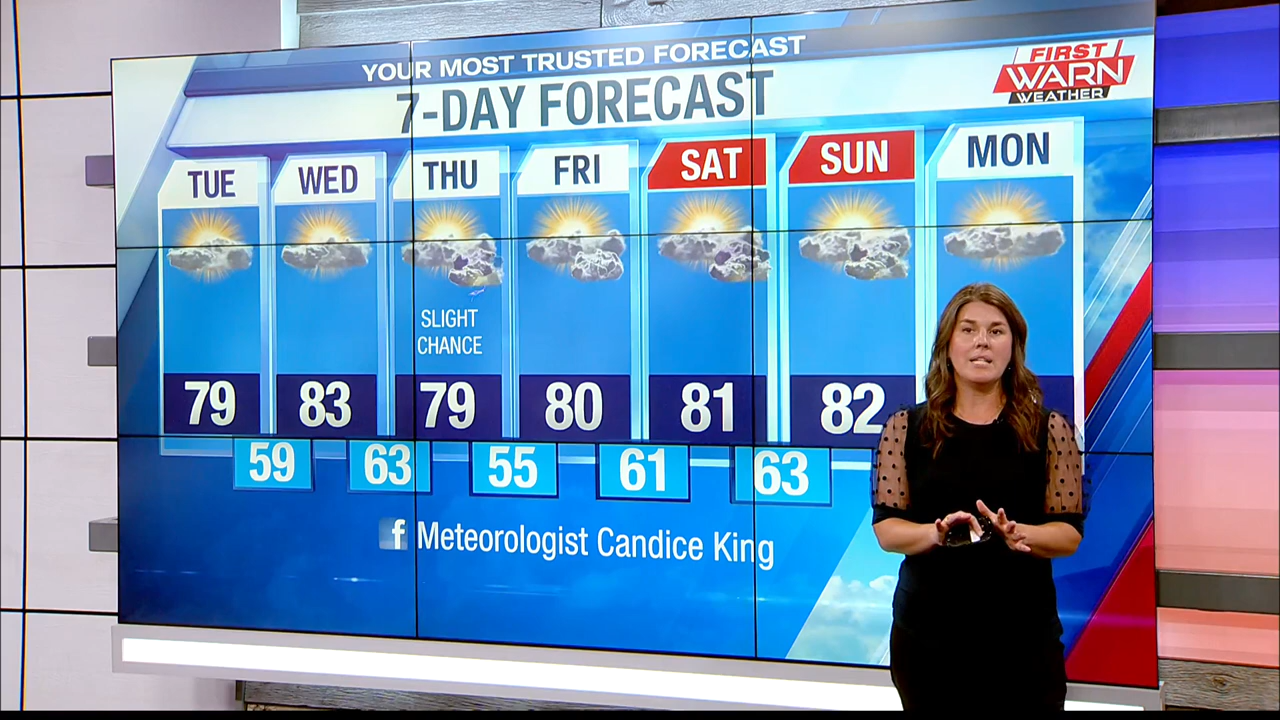 YOUR MOST TRUSTED FORECAST
7-DAY FORECAST
FIRST
WARN
WEATHER
TUE WED THU FRI SAT SUN MON
SLIGHT
CHANCE
79 83 79 80 81 82
59 63 55 61 63
f Meteorologist Candice King